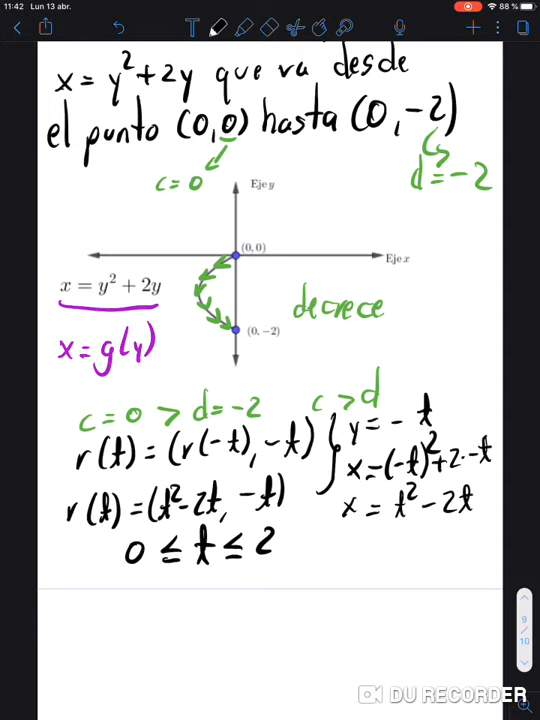 11:42 Lun 13 abr. 88 %
x = y² + 2y que va desde
el punto (0,0) hasta (0,-2)
c = 0
d = -2
Eje y
(0, 0)
Eje x
x = y² + 2y
decrece
(0, -2)
x = g(y)
c = 0 > d = -2 c > d
r(t) = (r(-t), -t) } y = - t
x = (-t)² + 2·-t
r(t) = (t² - 2t, -t)
x = t² - 2t
0 ≤ t ≤ 2
9
/
10
DU RECORDER